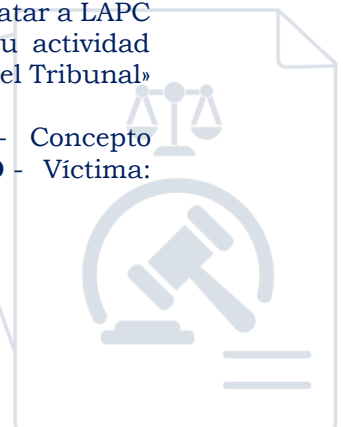 atar a LAPC
u actividad
el Tribunal»
- Concepto
- Víctima: